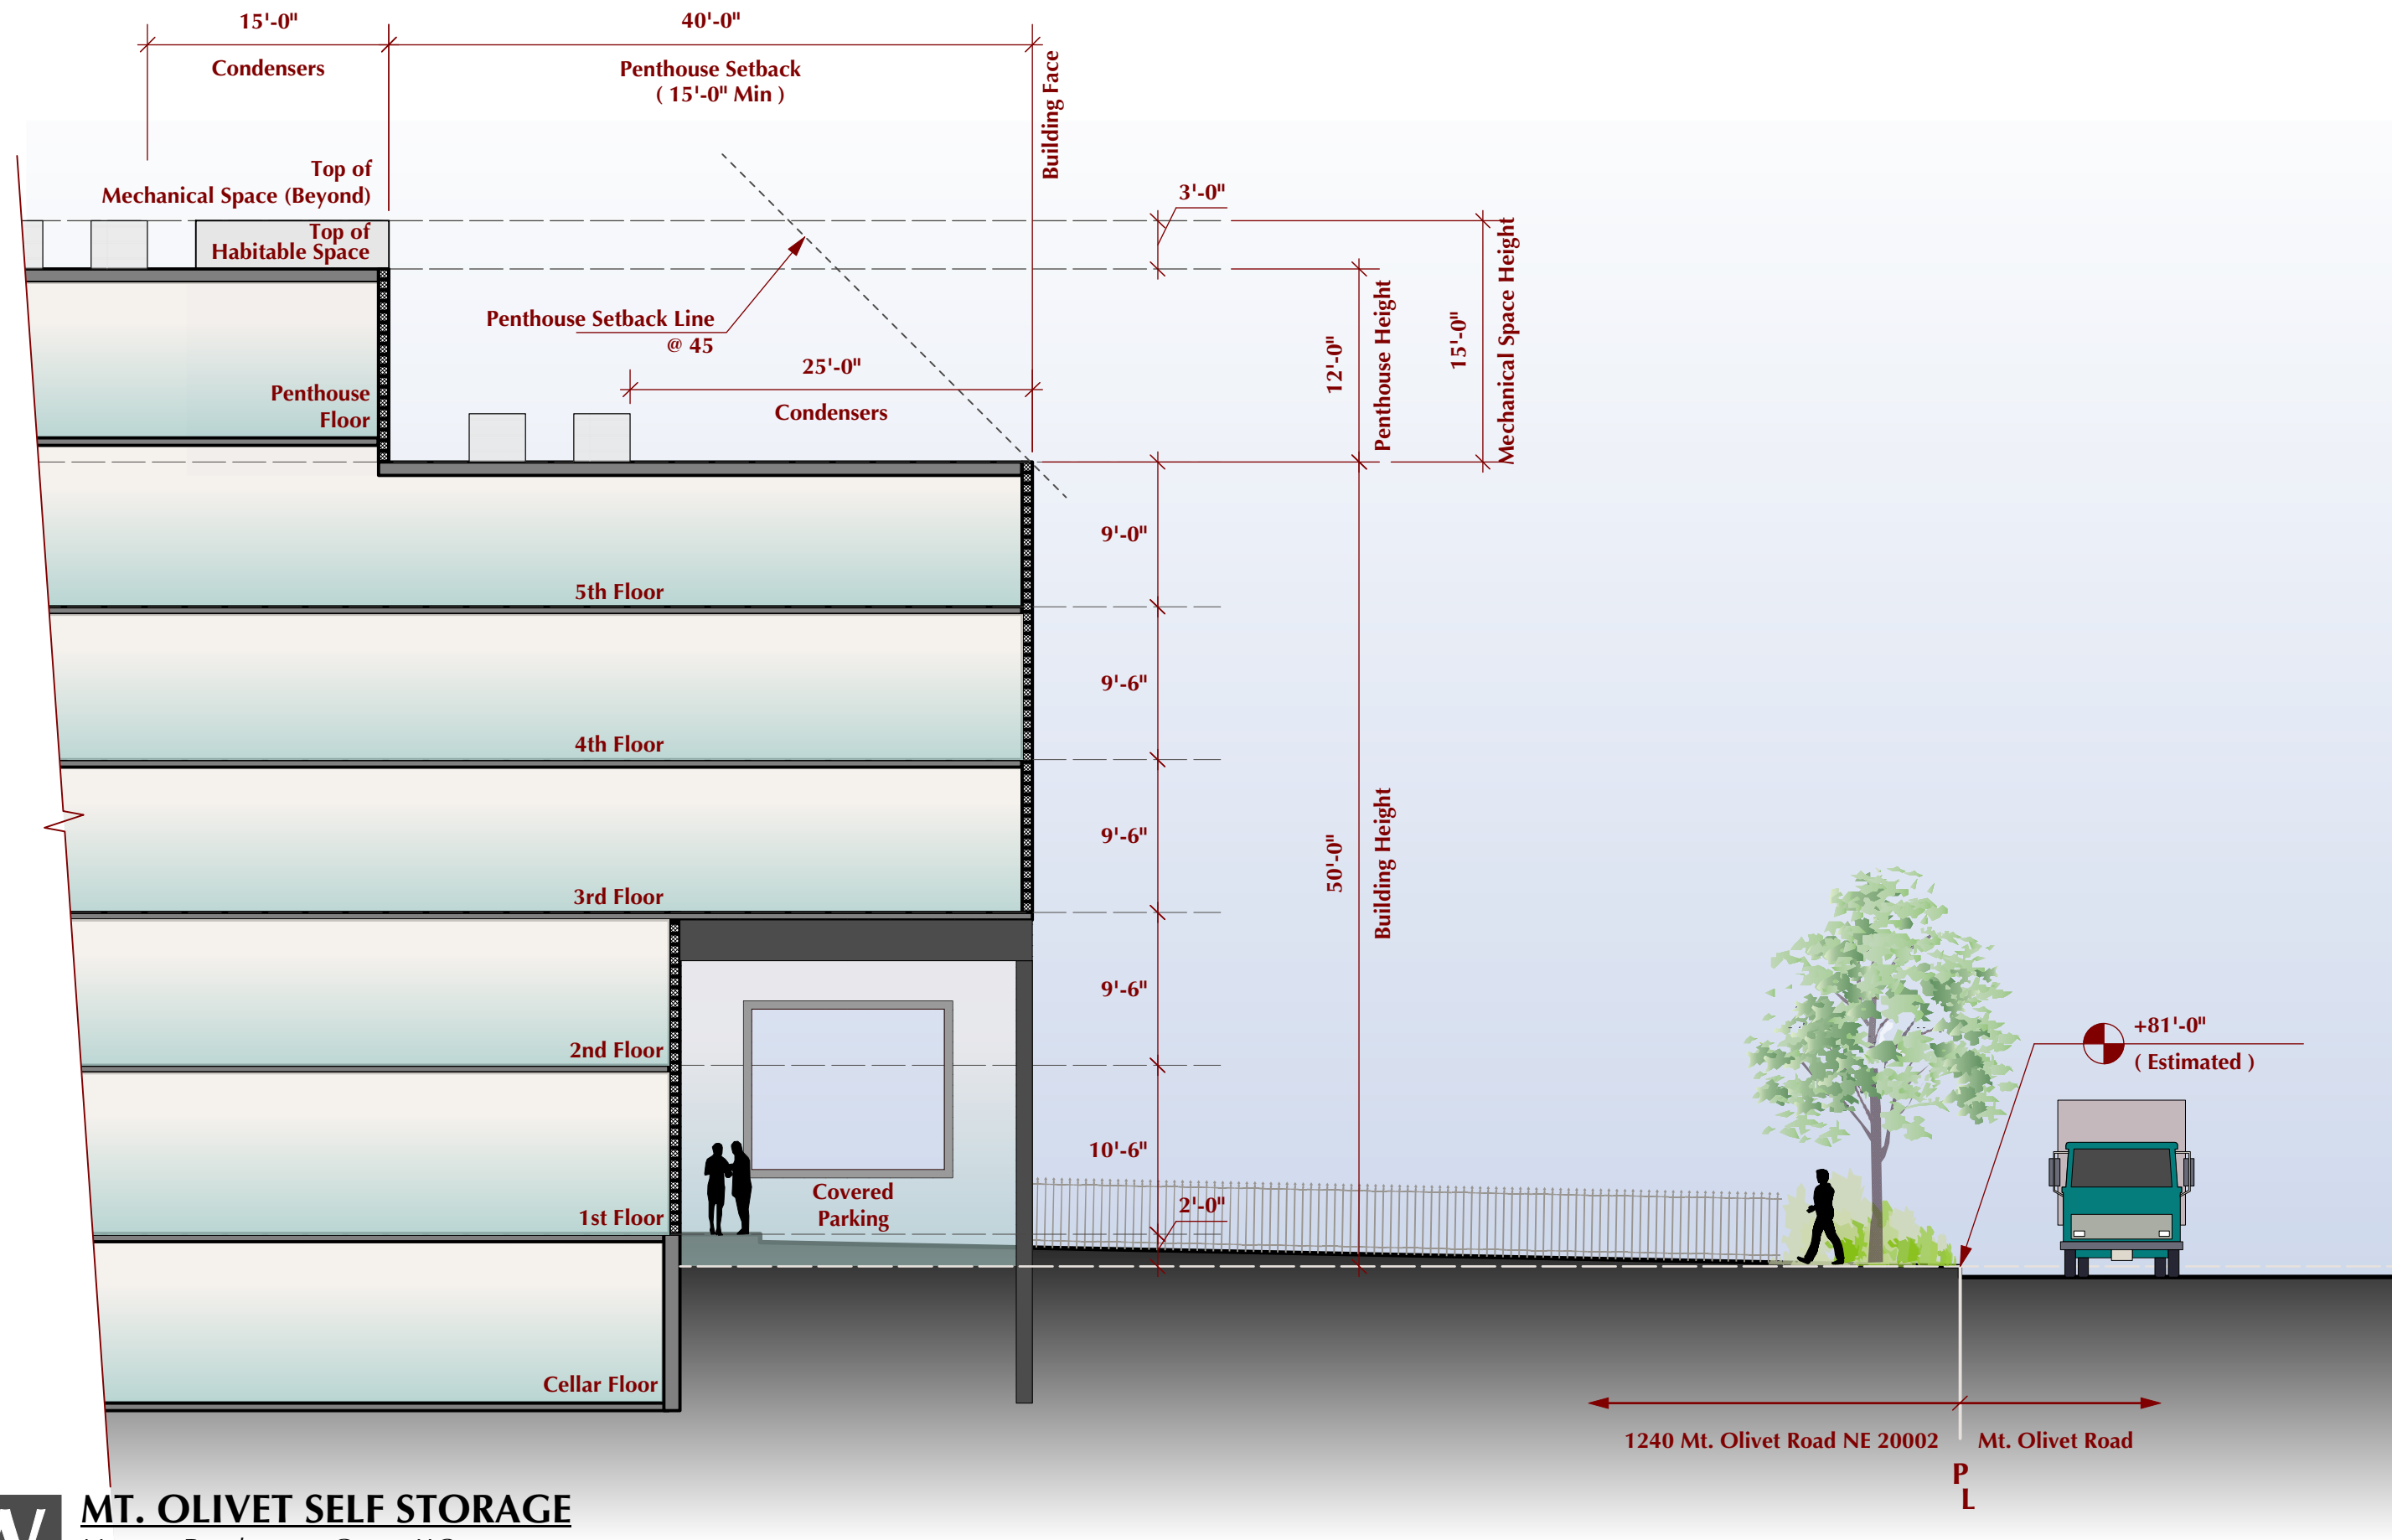 15'-0"
40'-0"
Condensers
Penthouse Setback
( 15'-0" Min )
Building Face
Top of
Mechanical Space (Beyond)
3'-0"
Top of
Habitable Space
Mechanical Space Height
15'-0"
Penthouse Height
12'-0"
Penthouse Setback Line
@ 45
25'-0"
Condensers
Penthouse
Floor
9'-0"
5th Floor
9'-6"
4th Floor
9'-6"
Building Height
50'-0"
3rd Floor
9'-6"
+81'-0"
( Estimated )
2nd Floor
10'-6"
Covered
Parking
2'-0"
1st Floor
Cellar Floor
1240 Mt. Olivet Road NE 20002
Mt. Olivet Road
P
L
MT. OLIVET SELF STORAGE